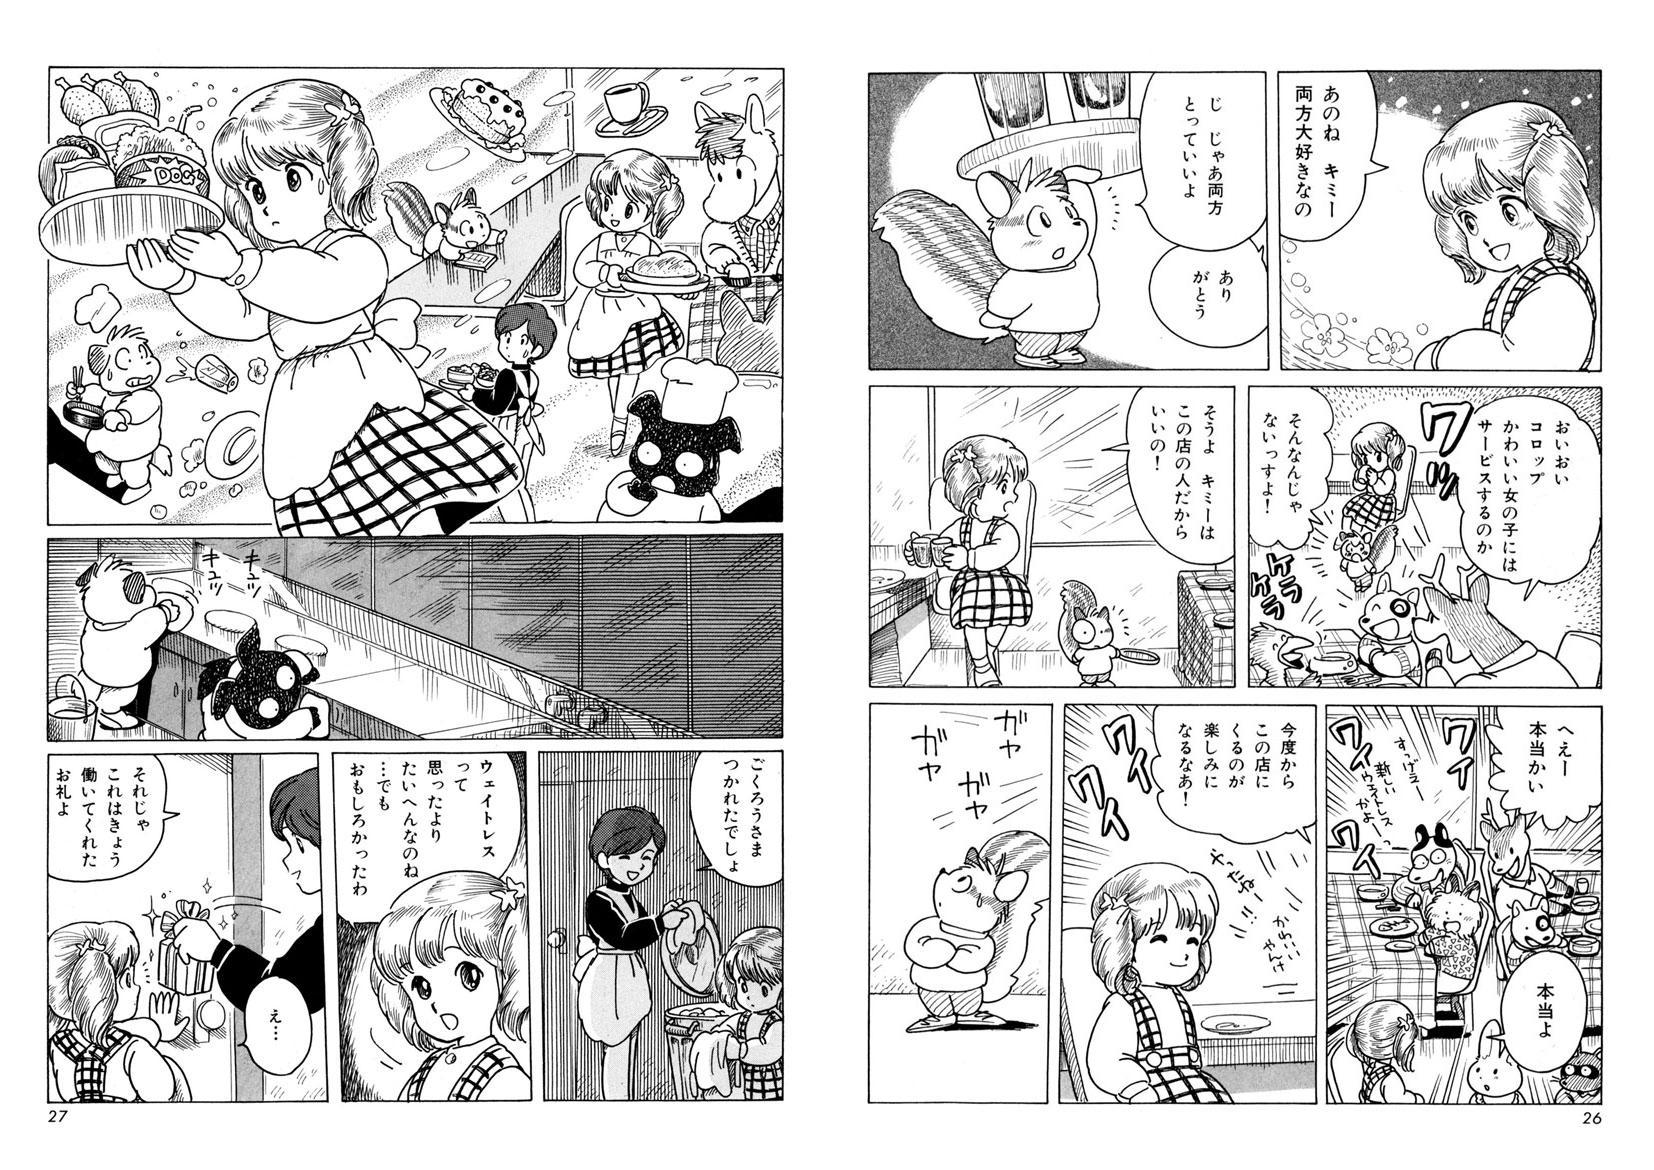 あのね　キミー
両方大好きなの
じ　じゃあ両方
とっていいよ
あり
がとう
おいおい
コロップ
かわいい女の子には
サービスするのか
ワッ
そんなんじゃ
ないっすよ！
ケラケラ
そうよ　キミーは
この店の人だから
いいの！
へえー
本当かい
ワイ
ワイ
ワイ
すっげえー
新しい
ウェイトレス
かよーっ
本当よ
今度から
この店に
くるのが
楽しみに
なるなあ！
ワイ
ワイ
やったねー!!
かわいい
やんけ
ガヤ
ガヤ
ガヤ
26
DOG
キュッ
キュッ
ごくろうさま
つかれたでしょ
ウェイトレス
って
思ったより
たいへんなのね
…でも
おもしろかったわ
それじゃ
これはきょう
働いてくれた
お礼よ
え…
27